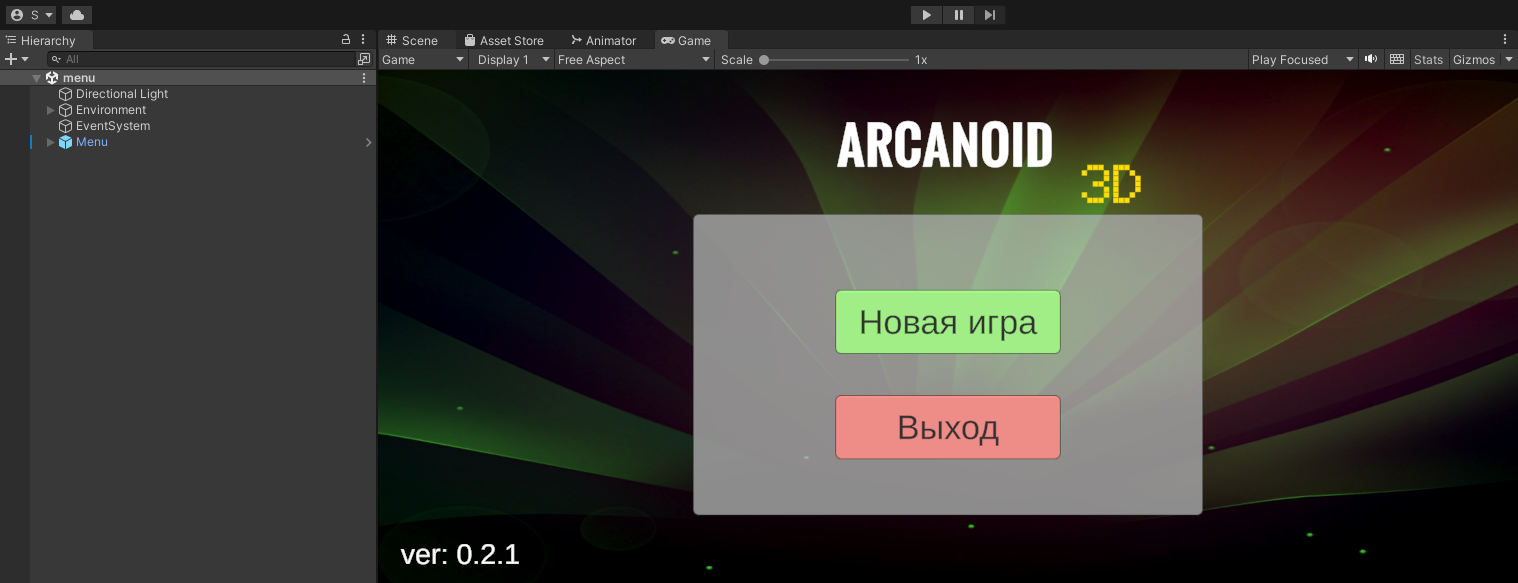 S
Hierarchy
All
menu
Directional Light
Environment
EventSystem
Menu
Scene
Asset Store
Animator
Game
Game
Display 1
Free Aspect
Scale
1x
Play Focused
Stats
Gizmos
ARCANOID
3D
Новая игра
Выход
ver: 0.2.1